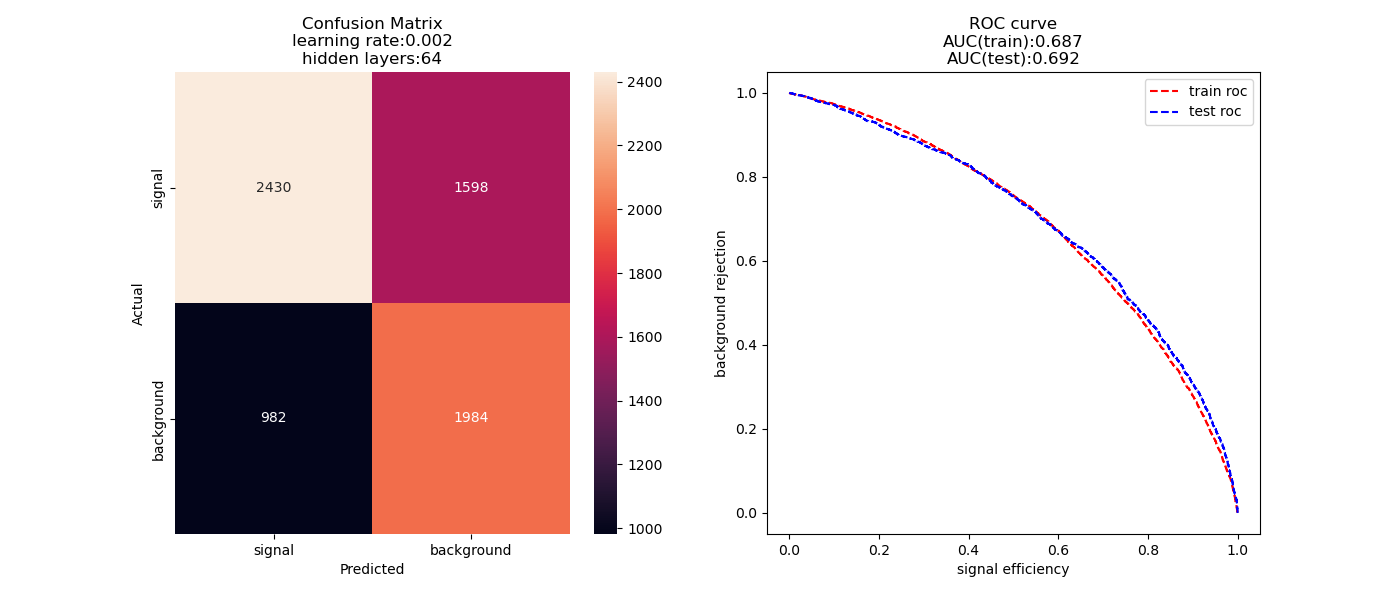 Confusion Matrix
learning rate:0.002
hidden layers:64
signal
background
Actual
2430
1598
982
1984
signal
background
Predicted
2400
2200
2000
1800
1600
1400
1200
1000
ROC curve
AUC(train):0.687
AUC(test):0.692
train roc
test roc
background rejection
1.0
0.8
0.6
0.4
0.2
0.0
0.0
0.2
0.4
0.6
0.8
1.0
signal efficiency